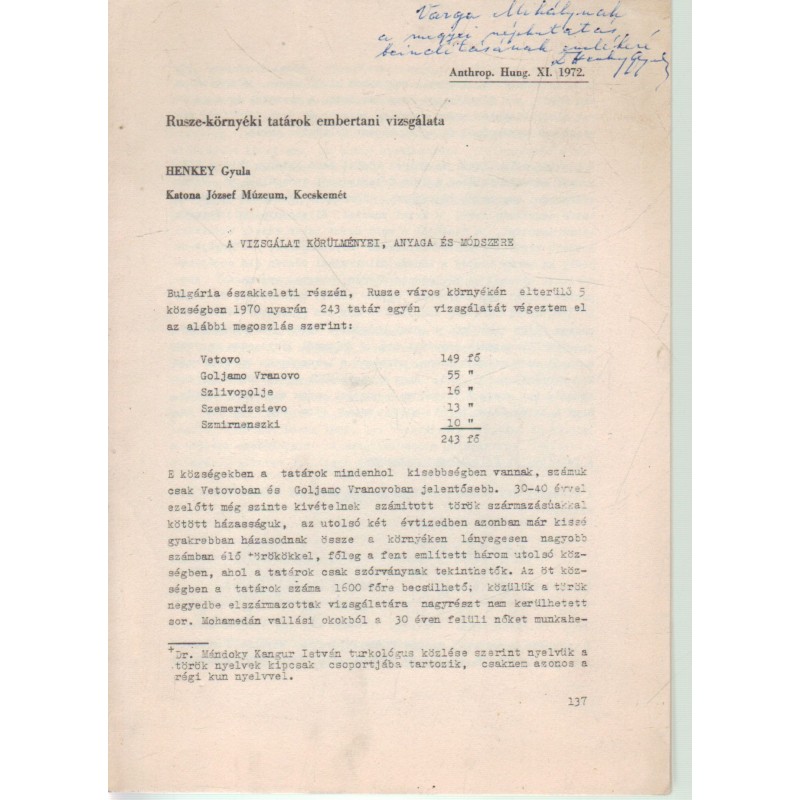 Varga Mihálynak
a megyei népkutatás
beindításának emlékére
Henkey Gyula
Anthrop. Hung. XI. 1972.
Rusze-környéki tatárok embertani vizsgálata
HENKEY Gyula
Katona József Múzeum, Kecskemét
A VIZSGÁLAT KÖRÜLMÉNYEI, ANYAGA ÉS MÓDSZERE
Bulgária északkeleti részén, Rusze város környékén elterülő 5
községben 1970 nyarán 243 tatár egyén vizsgálatát végeztem el
az alábbi megoszlás szerint:
Vetovo 149 fő
Goljamo Vranovo 55 "
Szlivopolje 16 "
Szemerdzsievo 13 "
Szmirnenszki 10 "
243 fő
E községekben a tatárok mindenhol kisebbségben vannak, számuk
csak Vetovoban és Goljamo Vranovoban jelentősebb. 30-40 évvel
ezelőtt még szinte kivételnek számított török származásúakkal
kötött házasságuk, az utolsó két évtizedben azonban már kissé
gyakrabban házasodnak össze a környéken lényegesen nagyobb
számban élő +örökökkel, főleg a fent említett három utolsó köz-
ségben, ahol a tatárok csak szórványnak tekinthetők. Az öt köz-
ségben a tatárok száma 1600 főre becsülhető; közülük a török
negyedbe elszármazottak vizsgálatára nagyrészt nem kerülhetett
sor. Mohamedán vallási okokból a 30 éven felüli nőket munkahe-
+Dr. Mándoky Kangur István turkológus közlése szerint nyelvük a
török nyelvek kipcsak csoportjába tartozik, csaknem azonos a
régi kun nyelvvel.
137